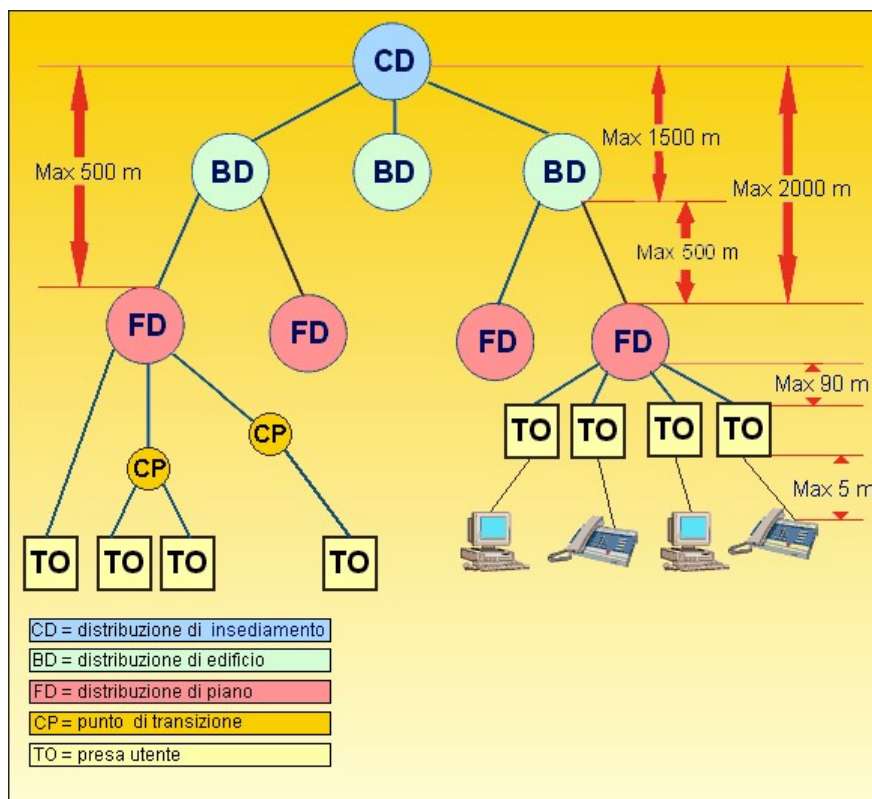 CD
Max 1500 m
Max 500 m
BD
BD
BD
Max 2000 m
Max 500 m
FD
FD
FD
FD
Max 90 m
TO
TO
TO
TO
CP
CP
Max 5 m
TO
TO
TO
TO
CD = distribuzione di insediamento
BD = distribuzione di edificio
FD = distribuzione di piano
CP = punto di transizione
TO = presa utente